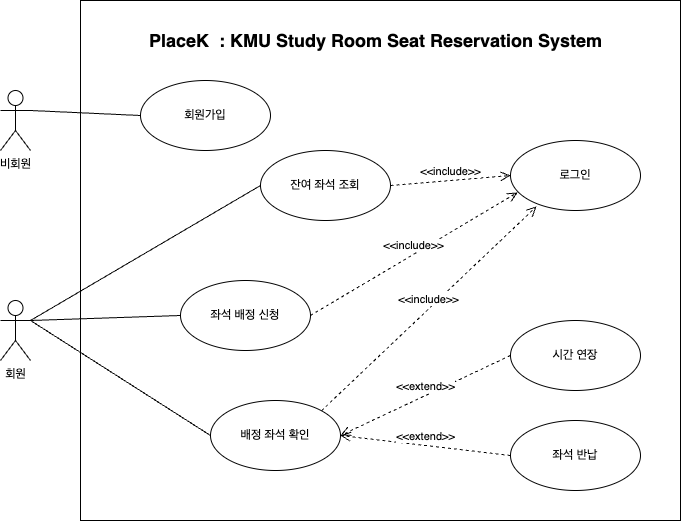 PlaceK : KMU Study Room Seat Reservation System
회원가입
비회원
잔여 좌석 조회
<<include>>
로그인
<<include>>
좌석 배정 신청
<<include>>
회원
시간 연장
<<extend>>
배정 좌석 확인
<<extend>>
좌석 반납